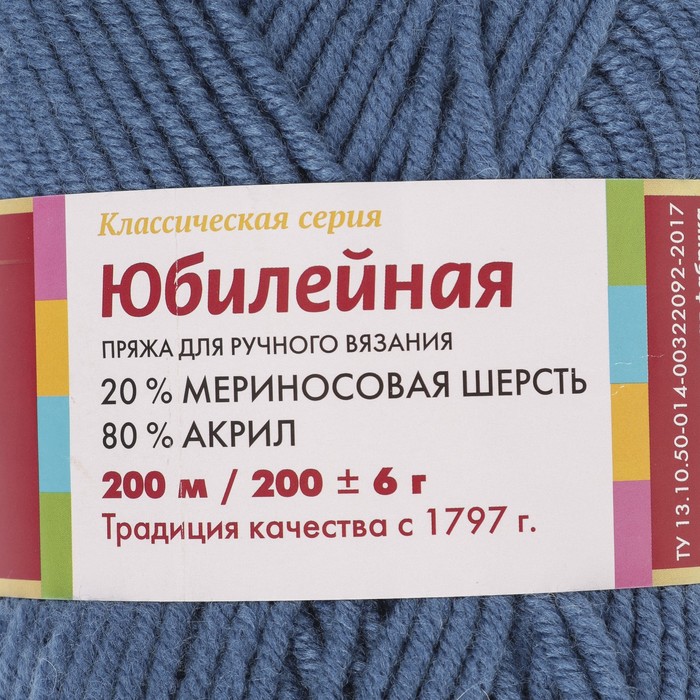 Классическая серия
Юбилейная
ПРЯЖА ДЛЯ РУЧНОГО ВЯЗАНИЯ
20 % МЕРИНОСОВАЯ ШЕРСТЬ
80 % АКРИЛ
200 м / 200 ± 6 г
Традиция качества с 1797 г.
ТУ 13.10.50-014-00322092-2017